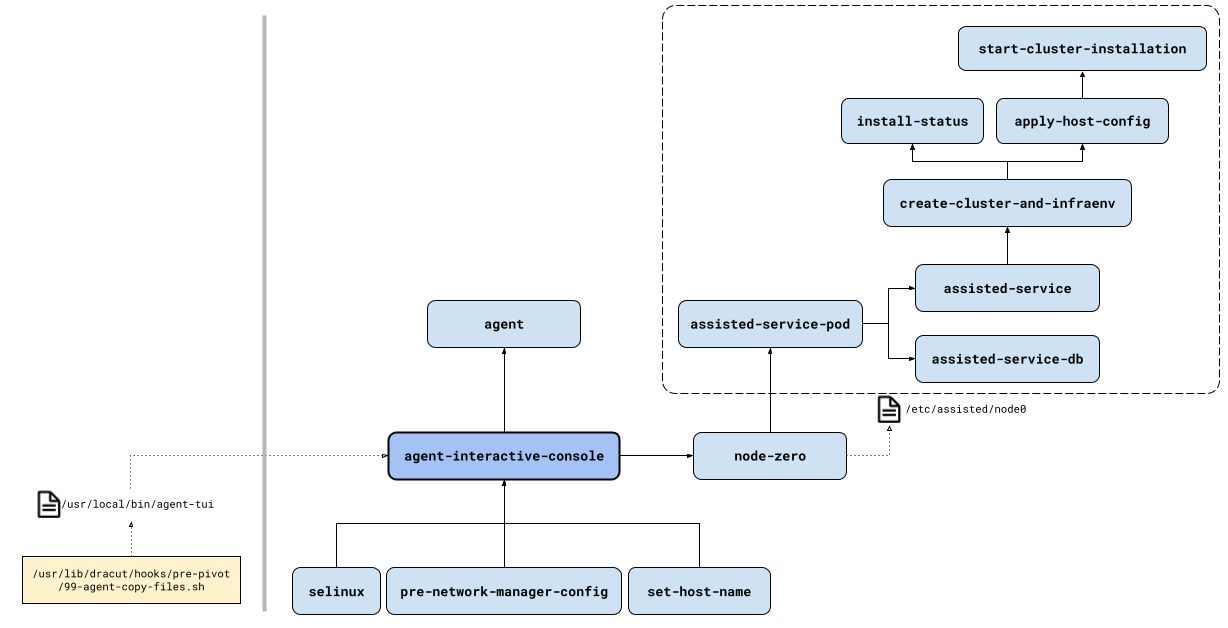 start-cluster-installation
install-status
apply-host-config
create-cluster-and-infraenv
assisted-service
agent
assisted-service-pod
assisted-service-db
/etc/assisted/node0
agent-interactive-console
node-zero
/usr/local/bin/agent-tui
/usr/lib/dracut/hooks/pre-pivot
/99-agent-copy-files.sh
selinux
pre-network-manager-config
set-host-name